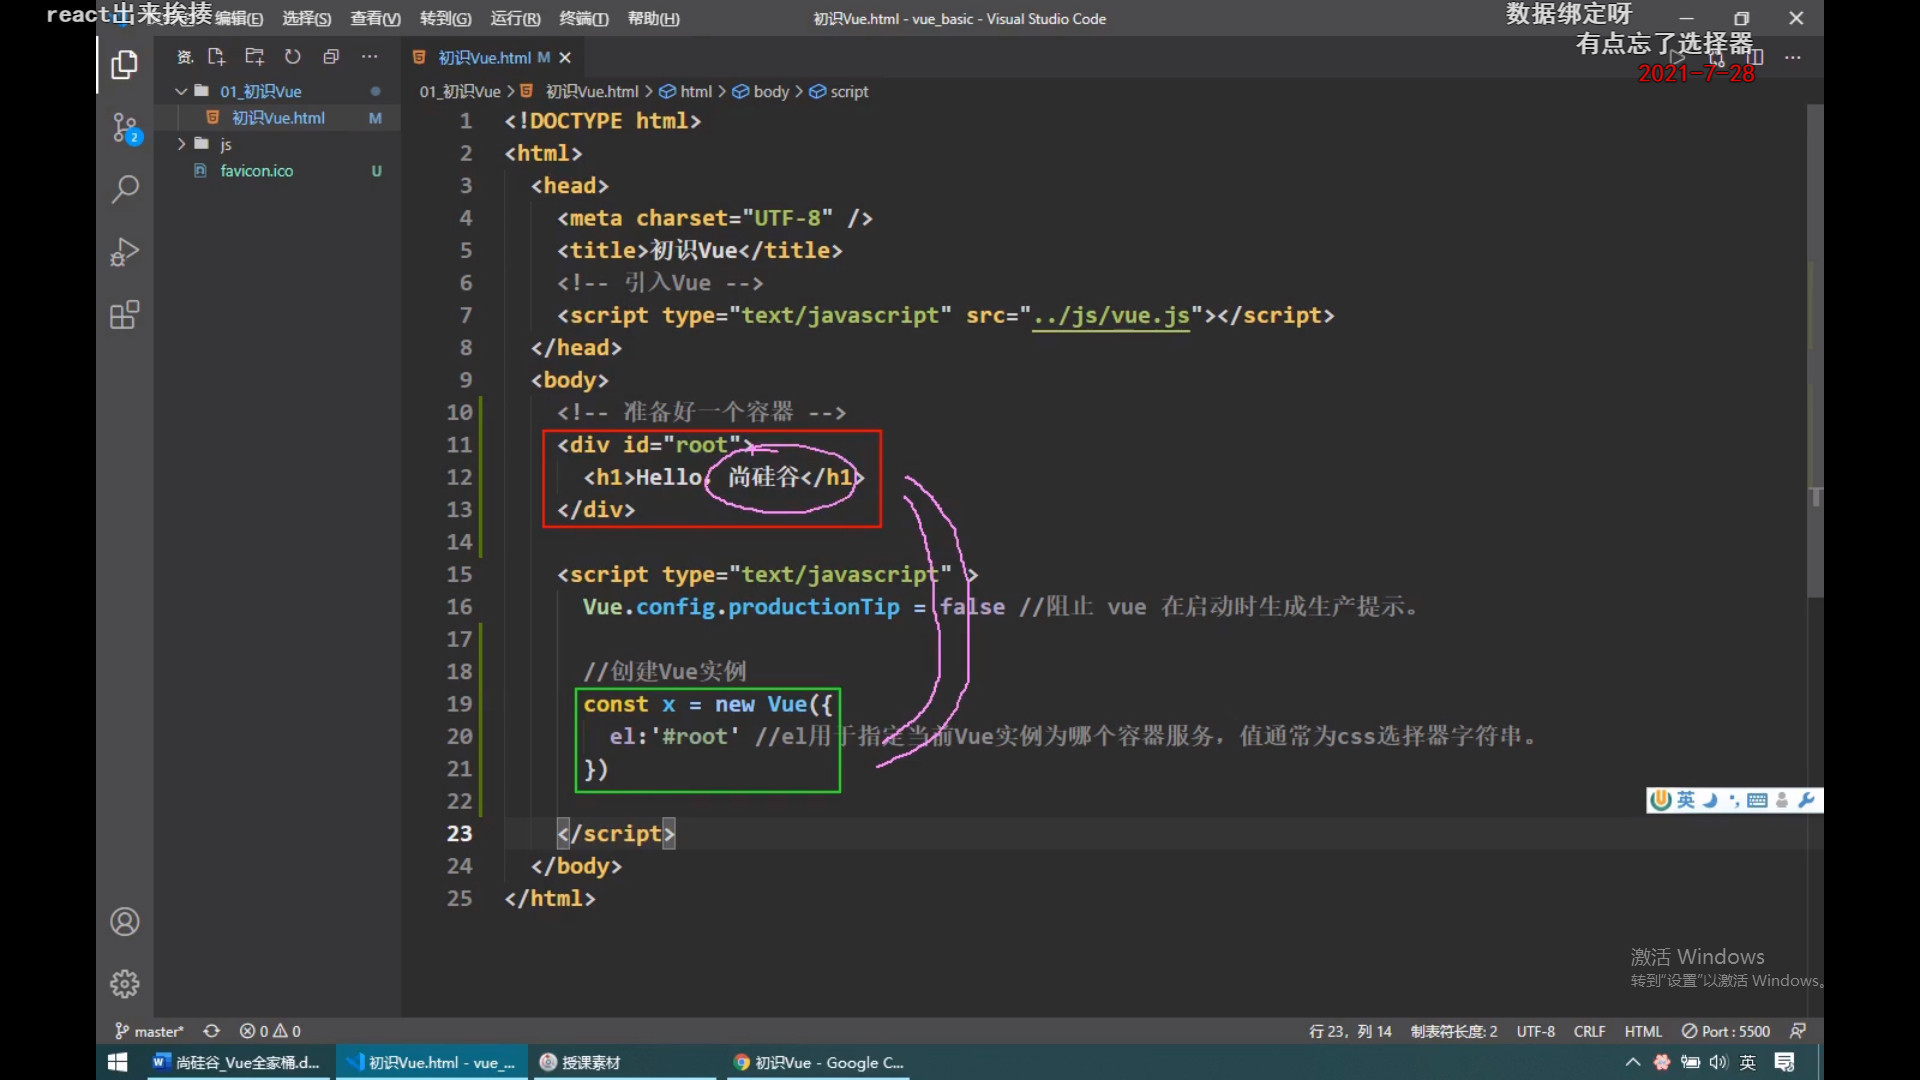 react出来挨揍
编辑(E) 选择(S) 查看(V) 转到(G) 运行(R) 终端(T) 帮助(H)
初识Vue.html - vue_basic - Visual Studio Code
数据绑定呀
有点忘了选择器
2021-7-28
初识Vue.html M
01_初识Vue
初识Vue.html M
js
favicon.ico U
2
01_初识Vue > 初识Vue.html > html > body > script
1 <!DOCTYPE html>
2 <html>
3 <head>
4 <meta charset="UTF-8" />
5 <title>初识Vue</title>
6 <!-- 引入Vue -->
7 <script type="text/javascript" src="../js/vue.js"></script>
8 </head>
9 <body>
10 <!-- 准备好一个容器 -->
11 <div id="root">
12 <h1>Hello, 尚硅谷</h1>
13 </div>
14
15 <script type="text/javascript" >
16 Vue.config.productionTip = false //阻止 vue 在启动时生成生产提示。
17
18 //创建Vue实例
19 const x = new Vue({
20 el:'#root' //el用于指定当前Vue实例为哪个容器服务，值通常为css选择器字符串。
21 })
22
23 </script>
24 </body>
25 </html>
英
激活 Windows
转到"设置"以激活 Windows。
master* 0 0
行 23，列 14 制表符长度: 2 UTF-8 CRLF HTML Port : 5500
尚硅谷_Vue全家桶.d... 初识Vue.html - vue_... 授课素材 初识Vue - Google C... 英